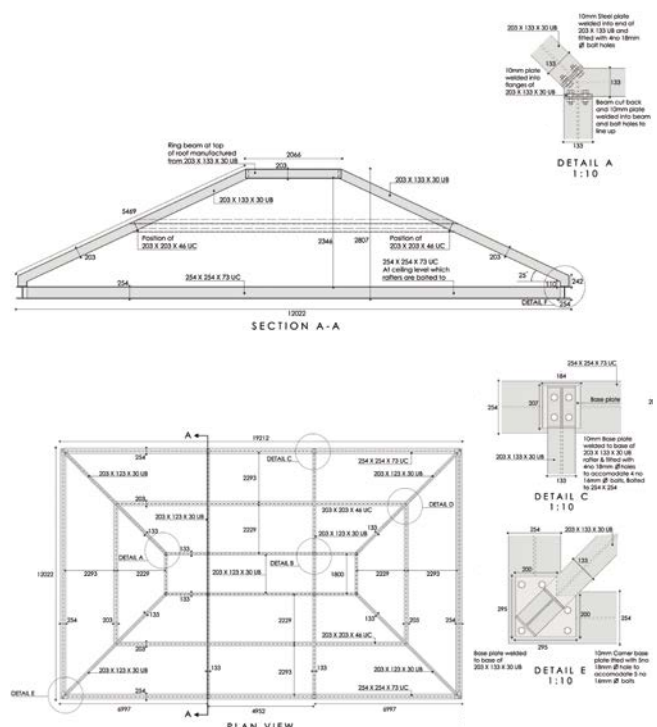 10mm Steel plate
welded into end of
203 X 133 UB and
fitted with 4no 18mm
Ø bolt holes
203 X 133 X 30 UB
133
10mm plate
welded into
flanges of
203 X 133 X 30 UB
133
Beam cut back
and 10mm plate
welded into beam
and bolt holes to
line up
133
DETAIL A
1:10
Ring beam at top
of roof manufactured
from 203 X 133 X 30 UB
2066
203
203 X 133 X 30 UB
203 X 133 X 30 UB
5469
Position of
203 X 203 X 46 UC
2346
2807
Position of
203 X 203 X 46 UC
203
203
254 X 254 X 73 UC
At ceiling level which
rafters are bolted to
254
254 X 254 X 73 UC
25°
110°
242
DETAIL F
254
12022
SECTION A-A
254 X 254 X 73 UC
184
254
207
Base plate
203 X 133 X 30 UB
133
10mm Base plate
welded to base of
203 X 133 X 30 UB
rafter & fitted with
4no 18mm Ø holes
to accomodate 4 no
16mm Ø bolts. Bolted
to 254 X 254
DETAIL C
1:10
A
19212
254
DETAIL C
254 X 254 X 73 UC
203 X 123 X 30 UB
203 X 123 X 30 UB
2293
203
203 X 203 X 46 UC
DETAIL D
133
2229
203 X 133 X 30 UB
133
DETAIL A
133
DETAIL B
12022
2293
2229
203 X 123 X 30 UB
1800
2229
2293
133
133
133
254
203
2229
203
254
203
203 X 203 X 46 UC
203 X 123 X 30 UB
2293
203 X 123 X 30 UB
133
133
DETAIL E
254
254 X 254 X 73 UC
6997
4952
6997
A
PLAN VIEW
254
203 X 133 X 30 UB
133
200
295
200
254
295
Base plate welded
to base of
203 X 133 X 30 UB
DETAIL E
1:10
10mm Corner base
plate fitted with 5no
18mm Ø hole to
accomodate 5 no
16mm Ø bolts